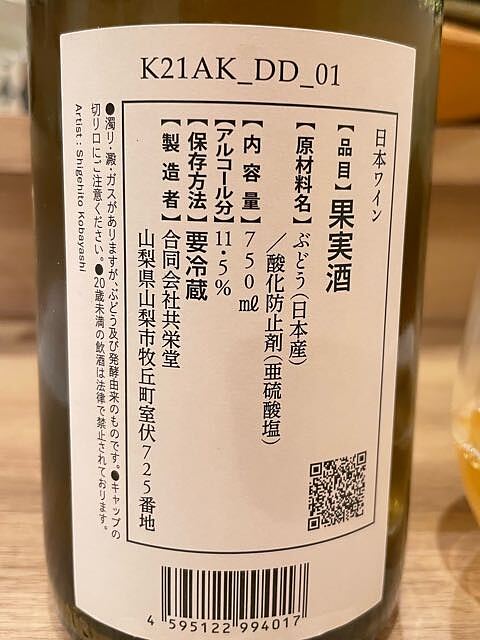 K21AK_DD_01
日本ワイン
【品目】果実酒
【原材料名】ぶどう(日本産)
/酸化防止剤(亜硫酸塩)
【内容量】750㎖
【アルコール分】11・5%
【保存方法】要冷蔵
【製造者】合同会社共栄堂
山梨県山梨市牧丘町室伏725番地
●濁り・澱・ガスがありますが、ぶどう及び発酵由来のものです。●キャップの
切り口にご注意ください。●20歳未満の飲酒は法律で禁止されております。
Artist : Shigehito Kobayashi
4 595122 994017